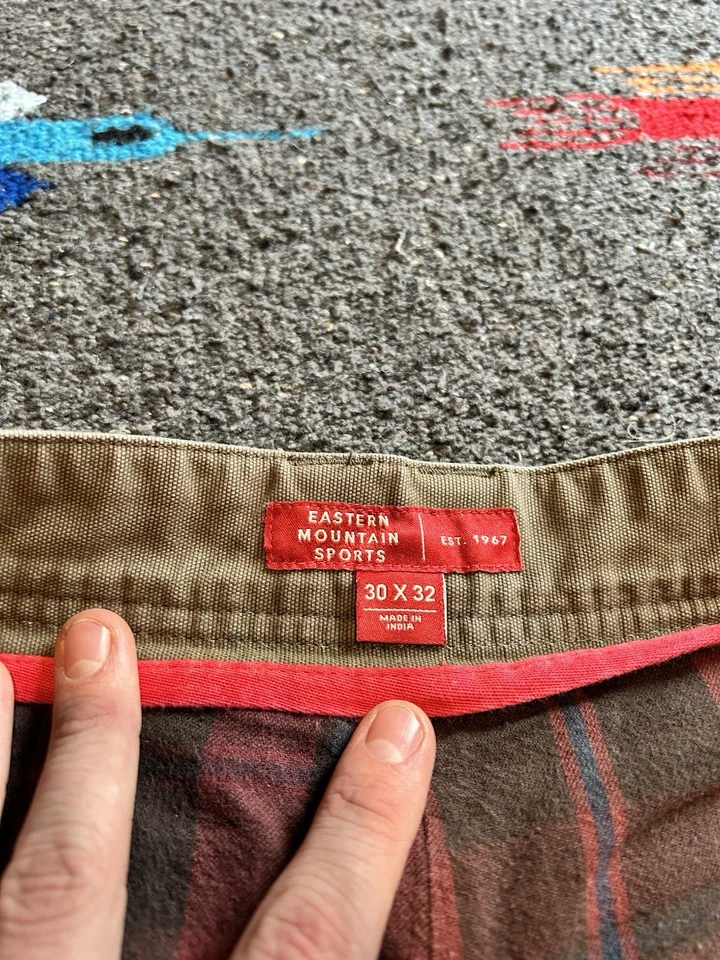 EASTERN
MOUNTAIN
SPORTS
EST. 1967
30 X 32
MADE IN
INDIA